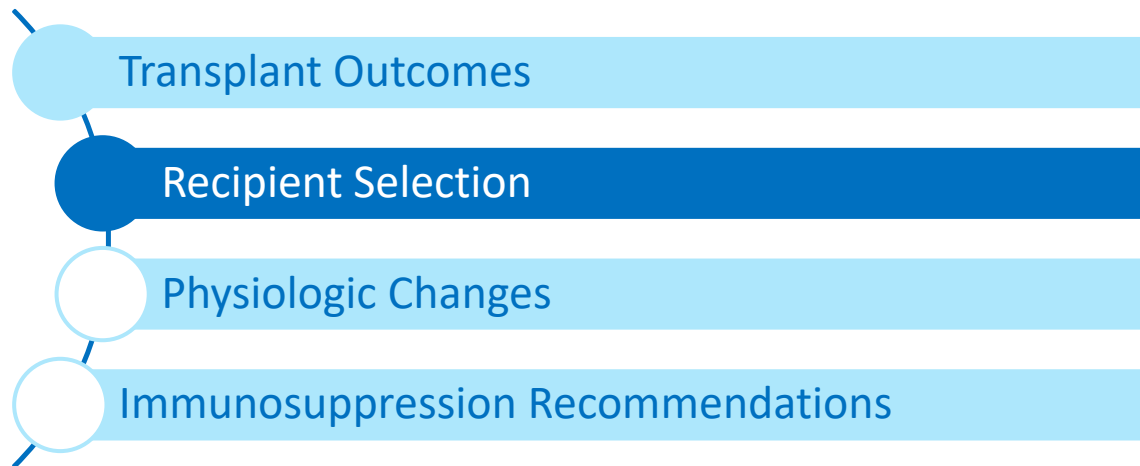 Transplant Outcomes
Recipient Selection
Physiologic Changes
Immunosuppression Recommendations